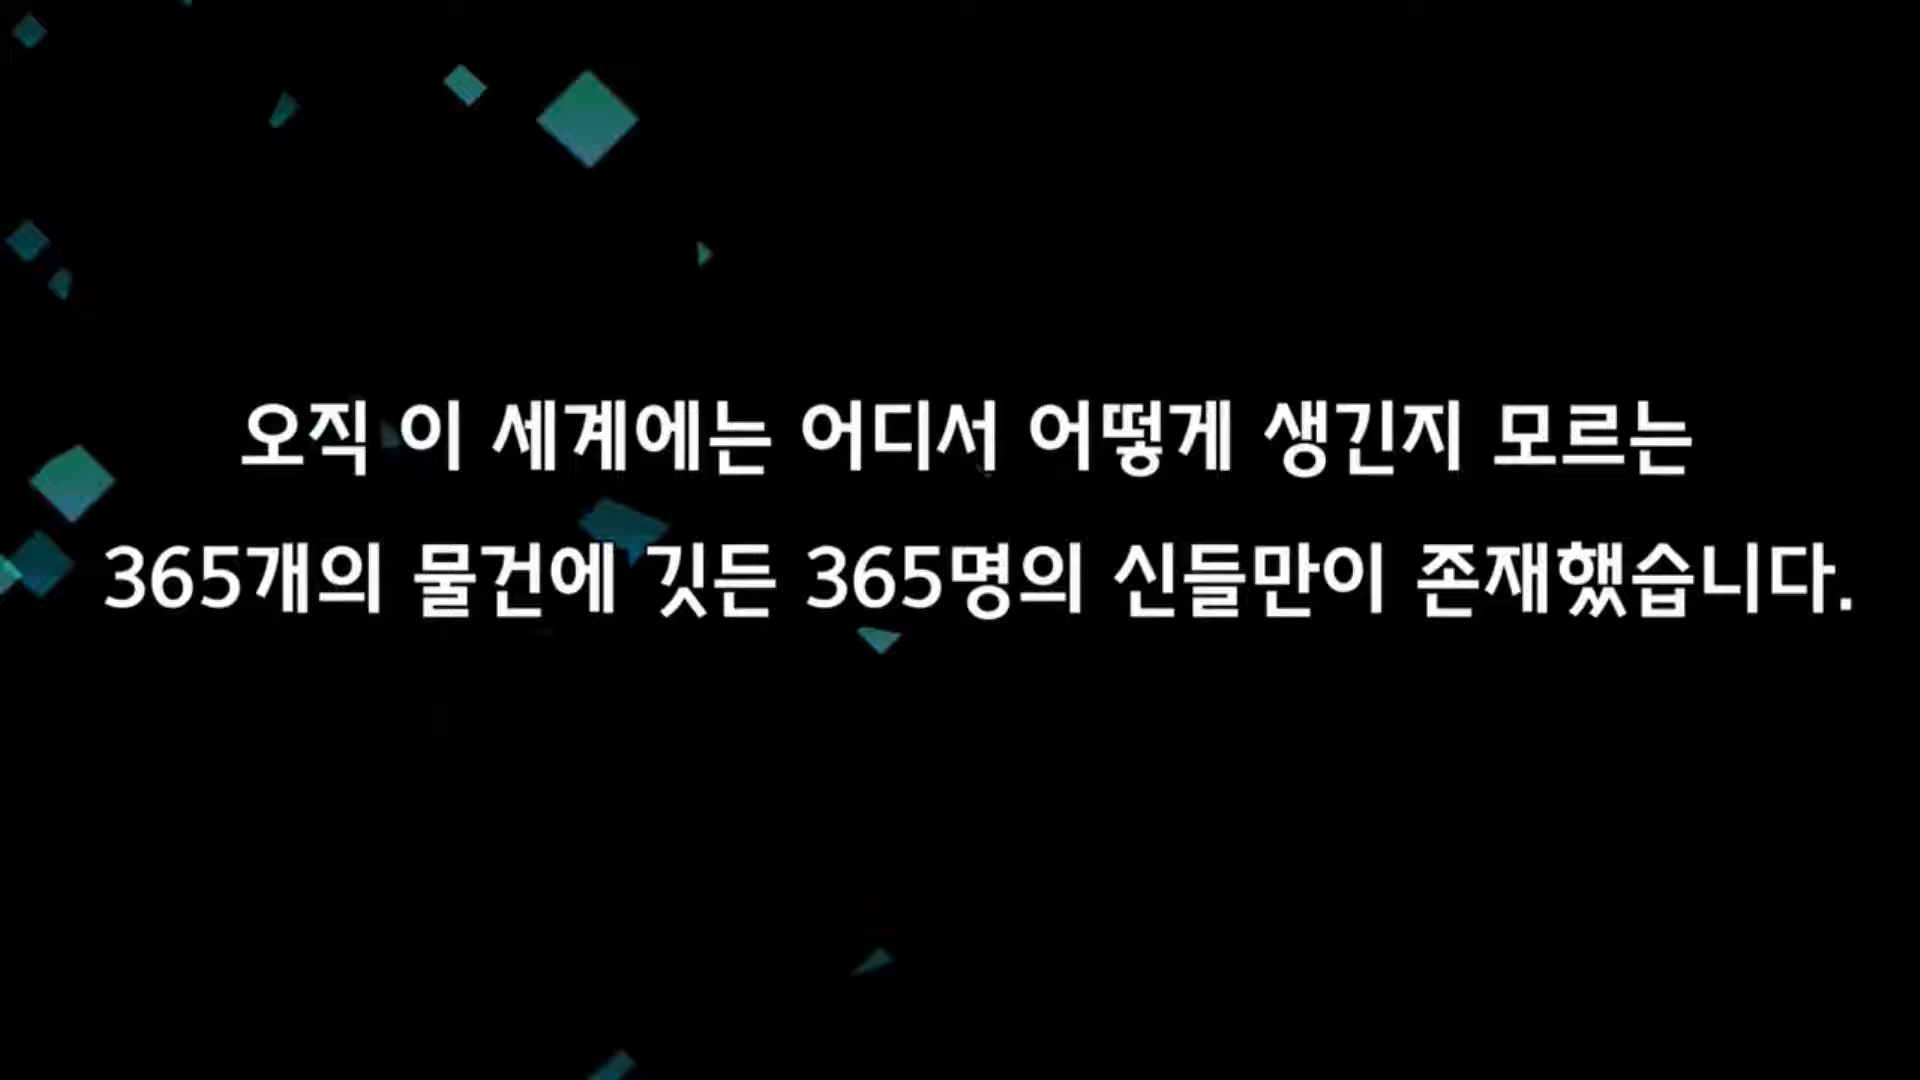 오직 이 세계에는 어디서 어떻게 생긴지 모르는
365개의 물건에 깃든 365명의 신들만이 존재했습니다.